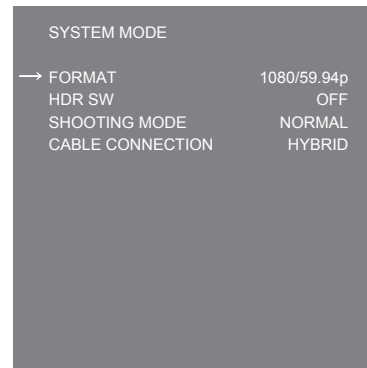 SYSTEM MODE
→ FORMAT 1080/59.94p
HDR SW OFF
SHOOTING MODE NORMAL
CABLE CONNECTION HYBRID